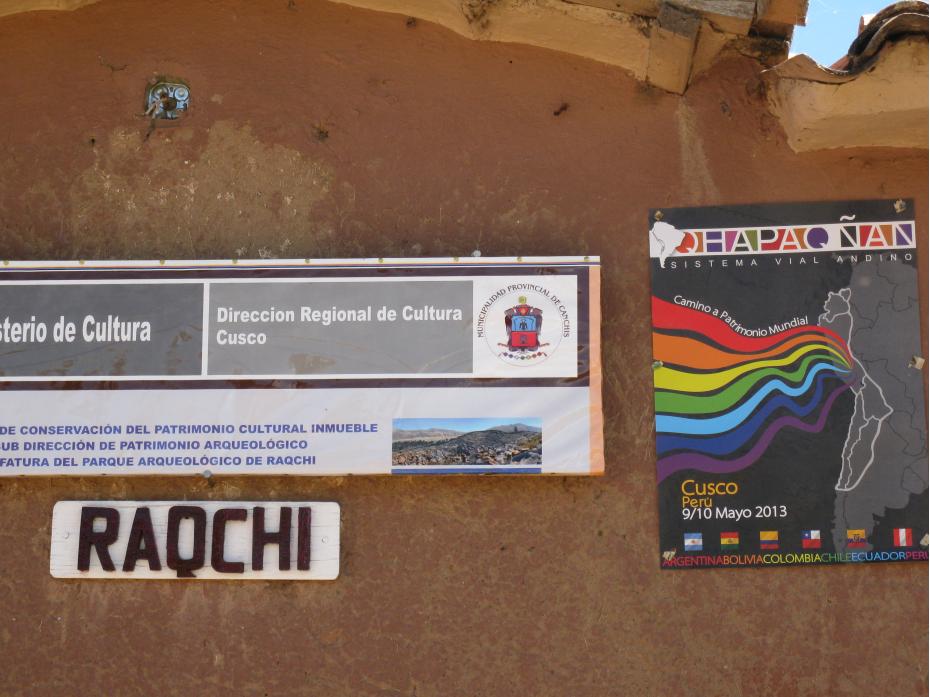 sterio de Cultura
Direccion Regional de Cultura
Cusco
MUNICIPALIDAD PROVINCIAL DE CANCHIS
DE CONSERVACIÓN DEL PATRIMONIO CULTURAL INMUEBLE
SUB DIRECCIÓN DE PATRIMONIO ARQUEOLÓGICO
FATURA DEL PARQUE ARQUEOLÓGICO DE RAQCHI
RAQCHI
QHAPAQ ÑAN
SISTEMA VIAL ANDINO
Camino a Patrimonio Mundial
Cusco
Perú
9/10 Mayo 2013
ARGENTINABOLIVIACOLOMBIACHILEECUADORPERU